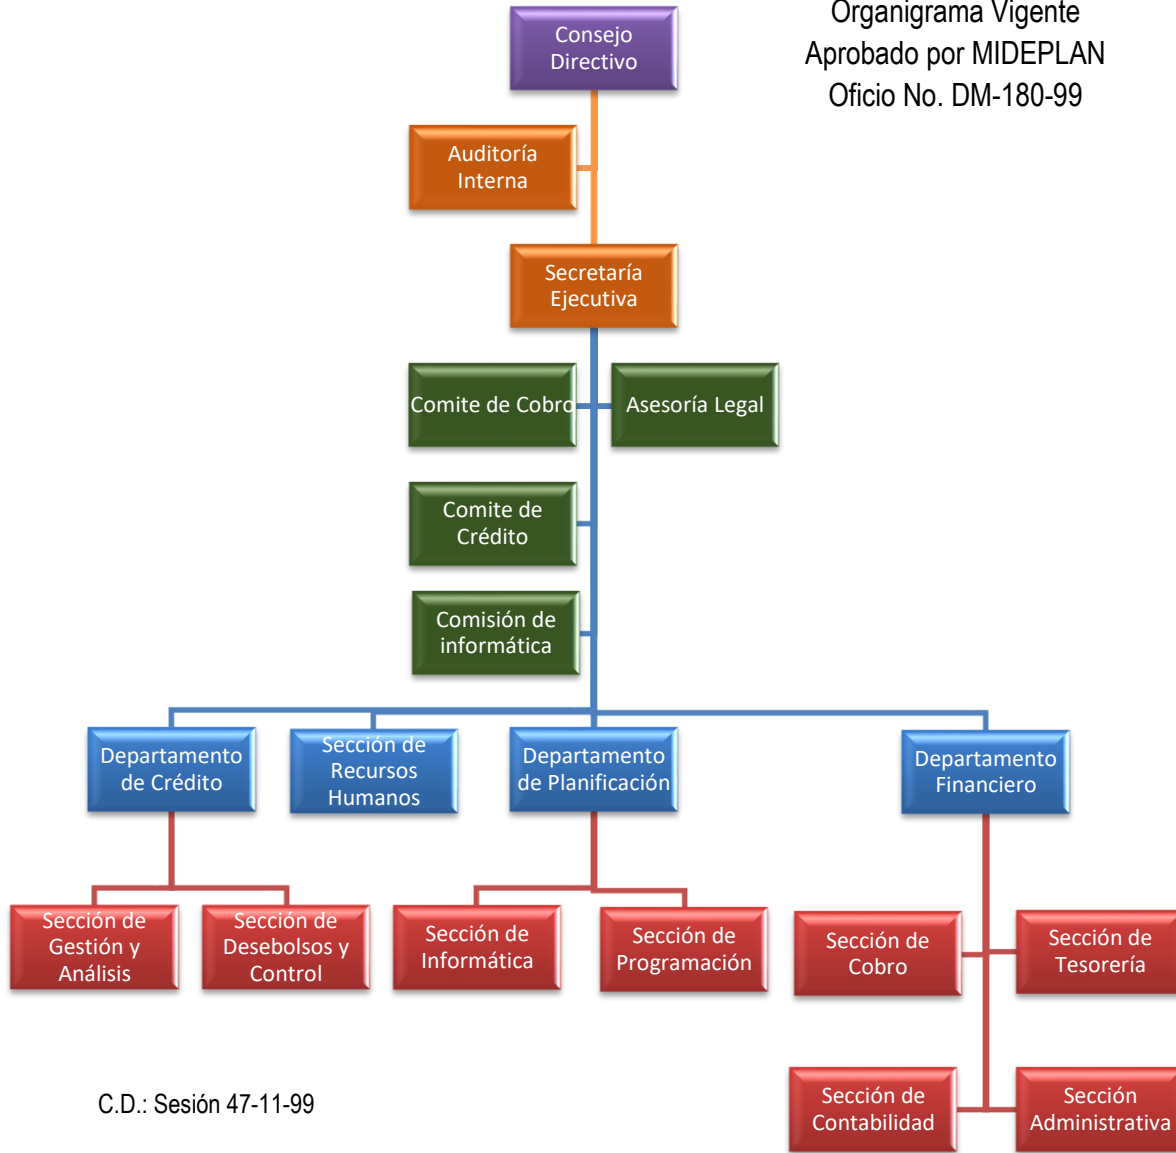 Organigrama Vigente
Aprobado por MIDEPLAN
Oficio No. DM-180-99
Consejo
Directivo
Auditoría
Interna
Secretaría
Ejecutiva
Comite de Cobro
Asesoría Legal
Comite de
Crédito
Comisión de
informática
Departamento
de Crédito
Sección de
Recursos
Humanos
Departamento
de Planificación
Departamento
Financiero
Sección de
Gestión y
Análisis
Sección de
Desebolsos y
Control
Sección de
Informática
Sección de
Programación
Sección de
Cobro
Sección de
Tesorería
Sección de
Contabilidad
Sección
Administrativa
C.D.: Sesión 47-11-99